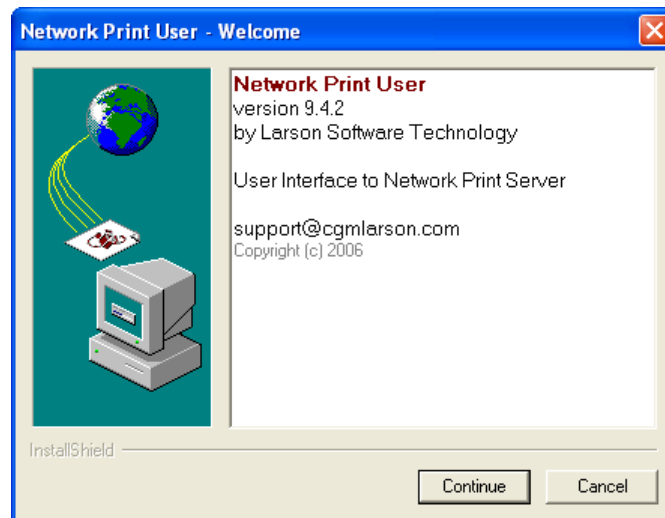 Network Print User - Welcome
Network Print User
version 9.4.2
by Larson Software Technology
User Interface to Network Print Server
support@cgmlarson.com
Copyright (c) 2006
InstallShield
Continue
Cancel